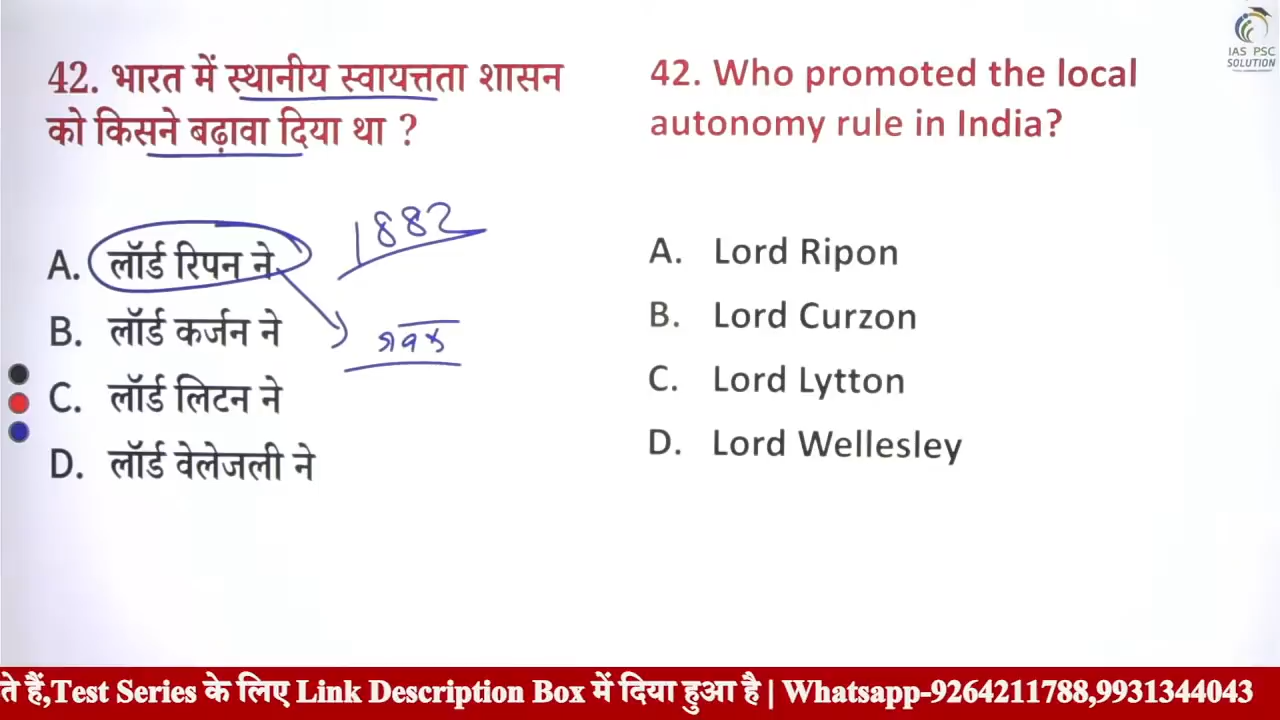 IAS PSC
SOLUTION
42. भारत में स्थानीय स्वायत्तता शासन
को किसने बढ़ावा दिया था ?
A. लॉर्ड रिपन ने
B. लॉर्ड कर्जन ने
C. लॉर्ड लिटन ने
D. लॉर्ड वेलेजली ने
1882
42. Who promoted the local
autonomy rule in India?
A. Lord Ripon
B. Lord Curzon
C. Lord Lytton
D. Lord Wellesley
ते हैं,Test Series के लिए Link Description Box में दिया हुआ है | Whatsapp-9264211788,9931344043